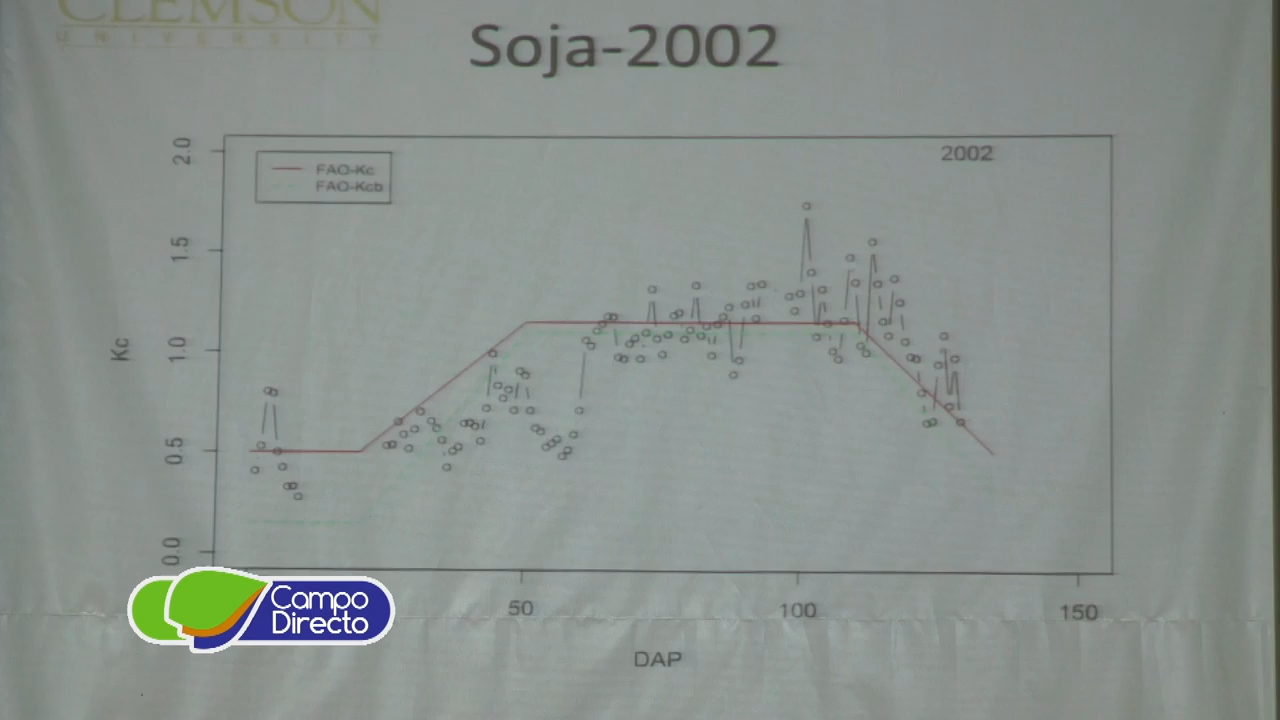 CLEMSON
UNIVERSITY
Soja-2002
2002
FAO-Kc
FAO-Kcb
Kc
2.0
1.5
1.0
0.5
0.0
50
100
150
DAP
Campo
Directo